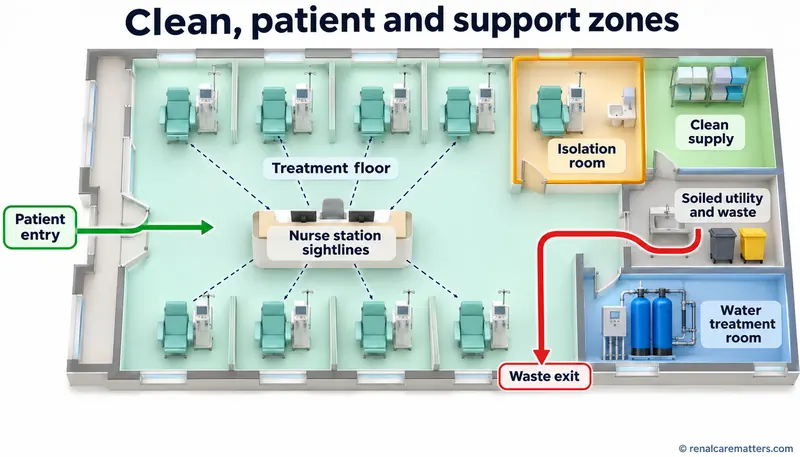 Clean, patient and support zones
Isolation
room
Clean
supply
Treatment floor
Soiled utility
and waste
Patient
entry
Nurse station
sightlines
Water
treatment
room
Waste exit
© renalcarematters.com